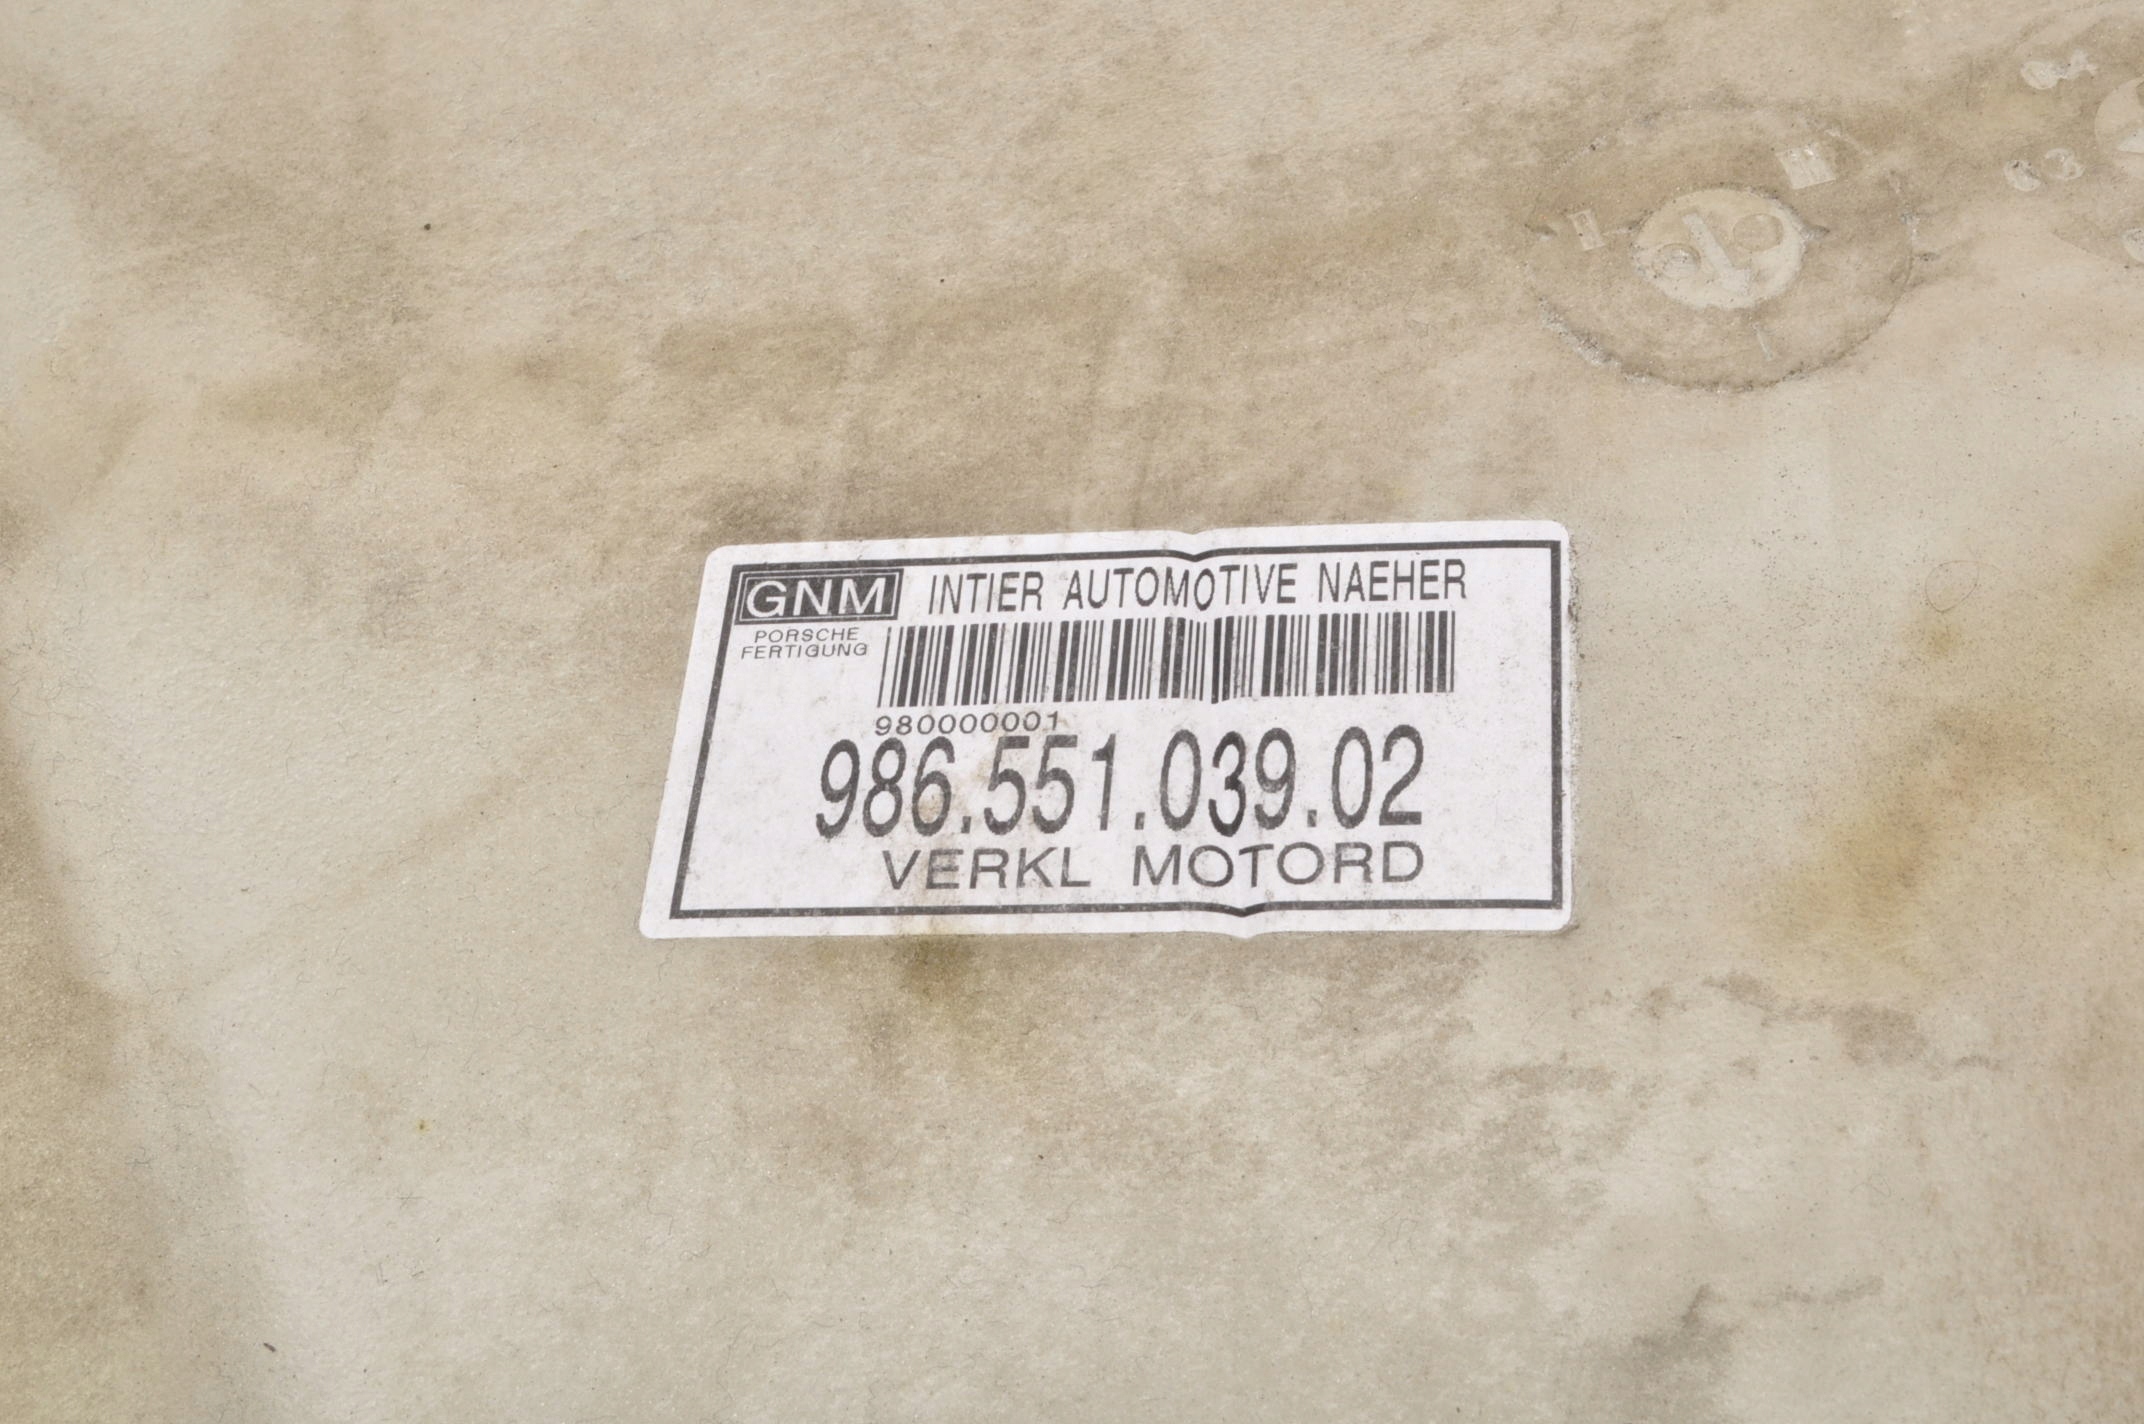 GNM INTIER AUTOMOTIVE NAEHER
PORSCHE
FERTIGUNG
980000001
986.551.039.02
VERKL MOTORD